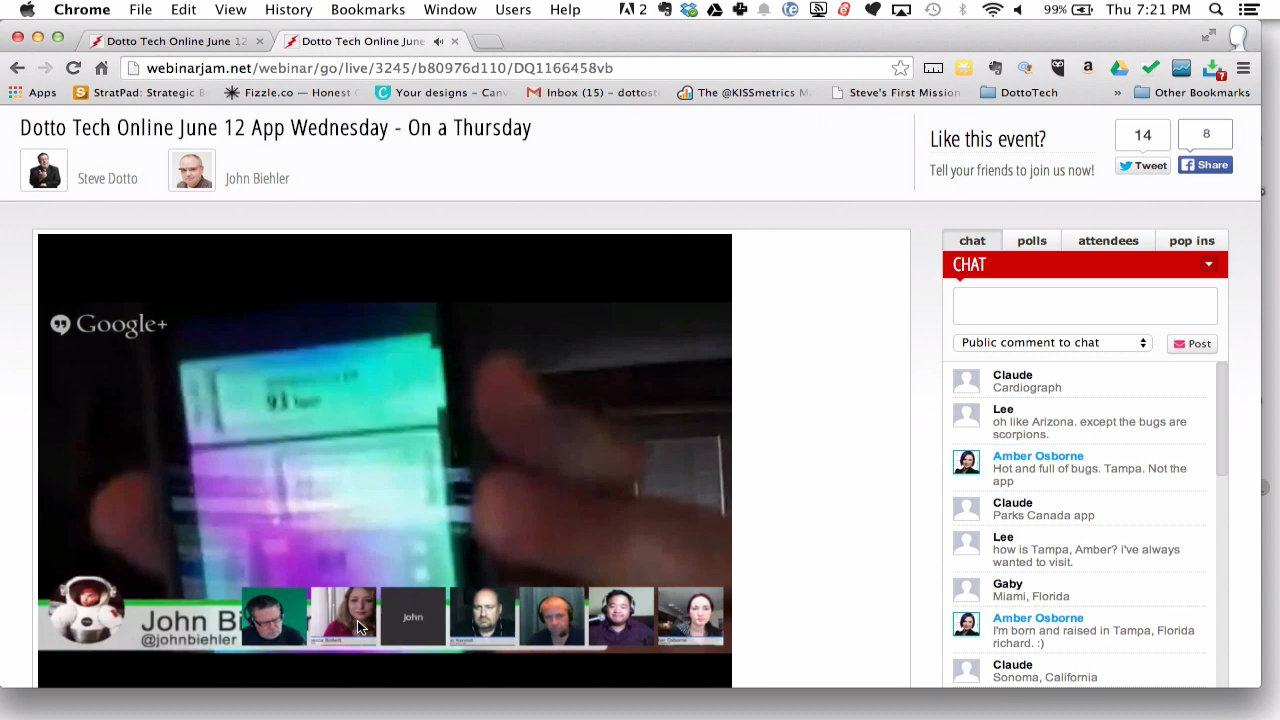 Chrome File Edit View History Bookmarks Window Users Help 2 99% Thu 7:21 PM
Dotto Tech Online June 12 Dotto Tech Online June
webinarjam.net/webinar/go/live/3245/b80976d110/DQ1166458vb
Apps StratPad: Strategic B Fizzle.co — Honest Your designs - Canv Inbox (15) - dottost The @KISSmetrics M Steve's First Mission DottoTech » Other Bookmarks
Dotto Tech Online June 12 App Wednesday - On a Thursday
Steve Dotto
John Biehler
Like this event?
Tell your friends to join us now!
14 8
Tweet Share
Google+
93
John Bi
@johnbiehler
John
chat polls attendees pop ins
CHAT
Public comment to chat Post
Claude
Cardiograph
Lee
oh like Arizona. except the bugs are
scorpions.
Amber Osborne
Hot and full of bugs. Tampa. Not the
app
Claude
Parks Canada app
Lee
how is Tampa, Amber? i've always
wanted to visit.
Gaby
Miami, Florida
Amber Osborne
I'm born and raised in Tampa, Florida
richard. :)
Claude
Sonoma, California